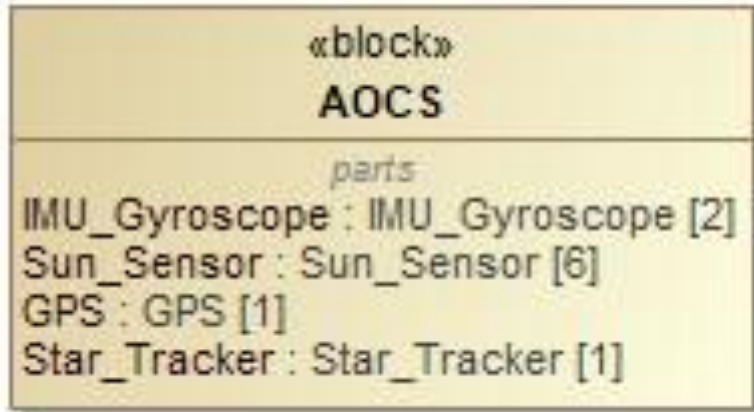 «block»
AOCS
parts
IMU_Gyroscope : IMU_Gyroscope [2]
Sun_Sensor : Sun_Sensor [6]
GPS : GPS [1]
Star_Tracker : Star_Tracker [1]